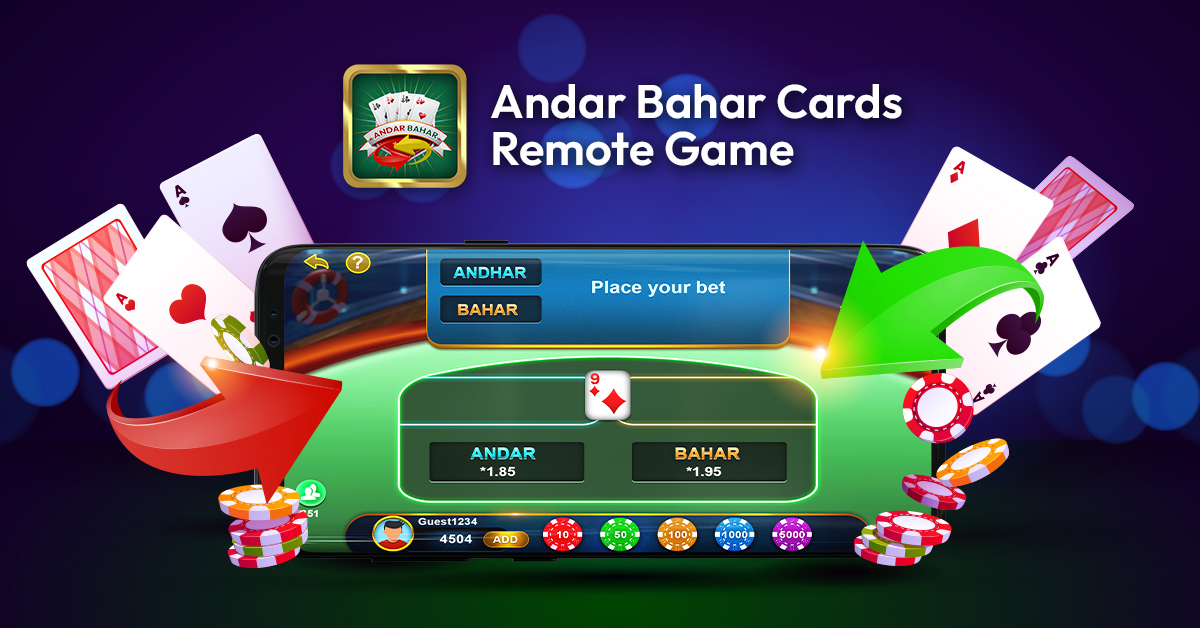 Andar Bahar Cards
Remote Game
ANDAR BAHAR
A
A
A
A
A
?
ANDHAR
BAHAR
Place your bet
9
ANDAR
*1.85
BAHAR
*1.95
51
Guest1234
4504
ADD
10
50
100
1000
5000